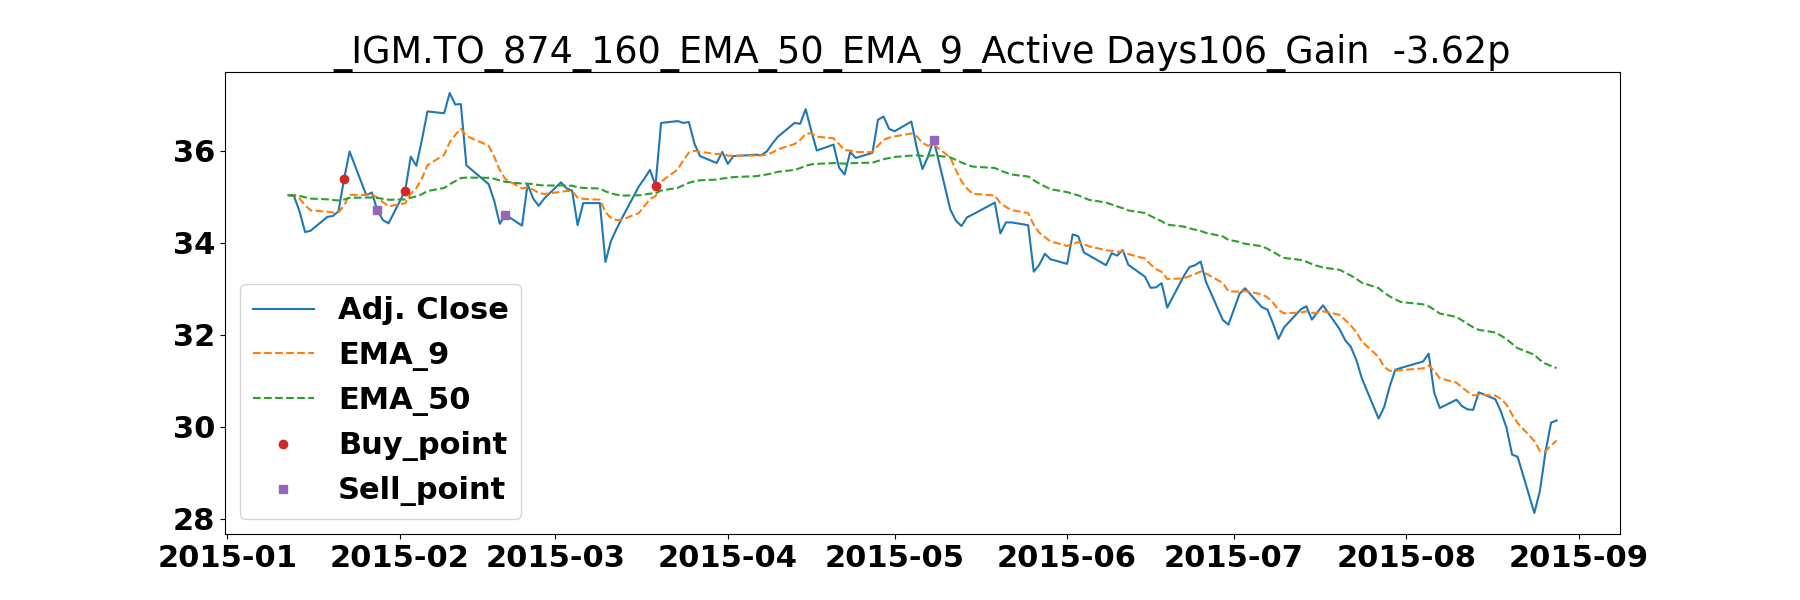 _IGM.TO_874_160_EMA_50_EMA_9_Active Days106_Gain  -3.62p
36
34
32
30
28
Adj. Close
EMA_9
EMA_50
Buy_point
Sell_point
2015-01 2015-02 2015-03 2015-04 2015-05 2015-06 2015-07 2015-08 2015-09